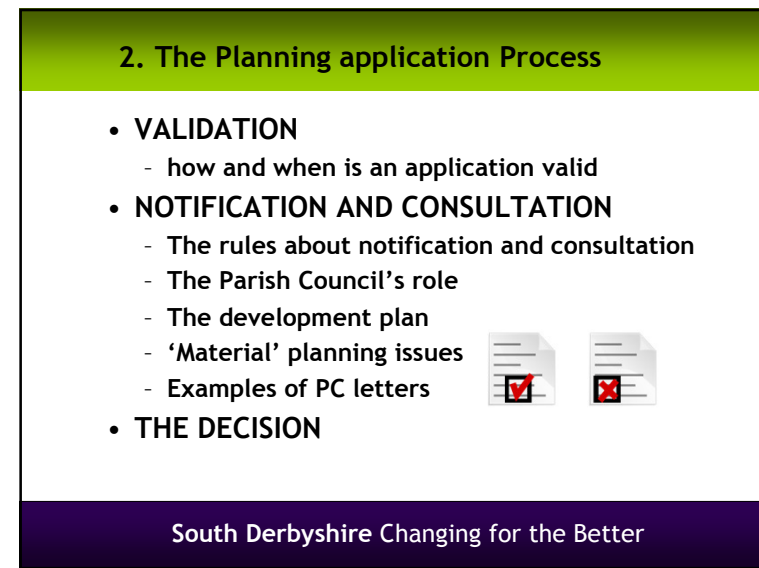 2. The Planning application Process
• VALIDATION
– how and when is an application valid
• NOTIFICATION AND CONSULTATION
– The rules about notification and consultation
– The Parish Council’s role
– The development plan
– ‘Material’ planning issues
– Examples of PC letters
• THE DECISION
South Derbyshire Changing for the Better